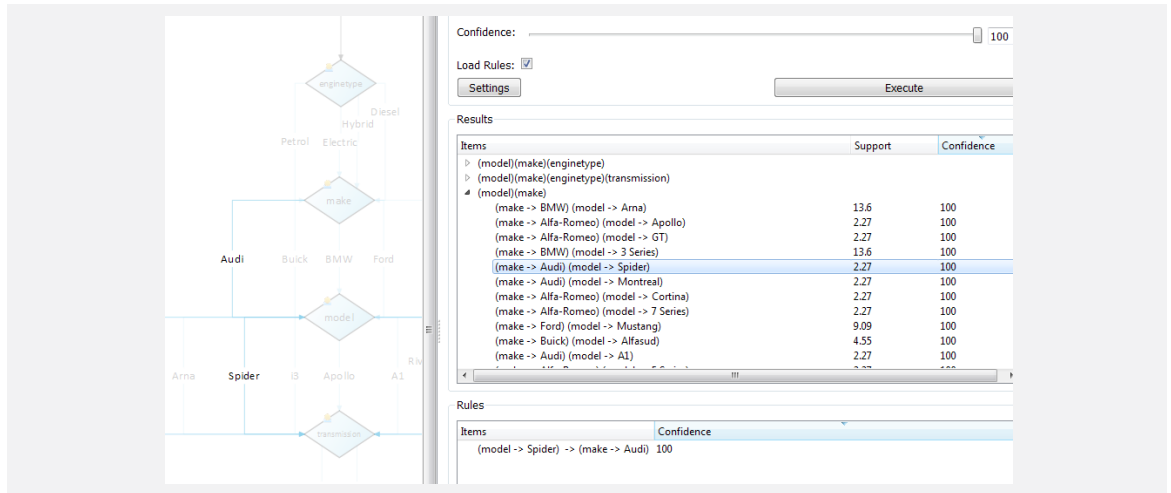 enginetype
Diesel
Hybrid
Petrol Electric
make
Audi Buick BMW Ford
model
Riv
Arna Spider i3 Apollo A1
transmission
Confidence: 100
Load Rules:
Settings Execute
Results
Items Support Confidence
(model)(make)(enginetype)
(model)(make)(enginetype)(transmission)
(model)(make)
(make -> BMW) (model -> Arna) 13.6 100
(make -> Alfa-Romeo) (model -> Apollo) 2.27 100
(make -> Alfa-Romeo) (model -> GT) 2.27 100
(make -> BMW) (model -> 3 Series) 13.6 100
(make -> Audi) (model -> Spider) 2.27 100
(make -> Audi) (model -> Montreal) 2.27 100
(make -> Alfa-Romeo) (model -> Cortina) 2.27 100
(make -> Alfa-Romeo) (model -> 7 Series) 2.27 100
(make -> Ford) (model -> Mustang) 9.09 100
(make -> Buick) (model -> Alfasud) 4.55 100
(make -> Audi) (model -> A1) 2.27 100
Rules
Items Confidence
(model -> Spider) -> (make -> Audi) 100